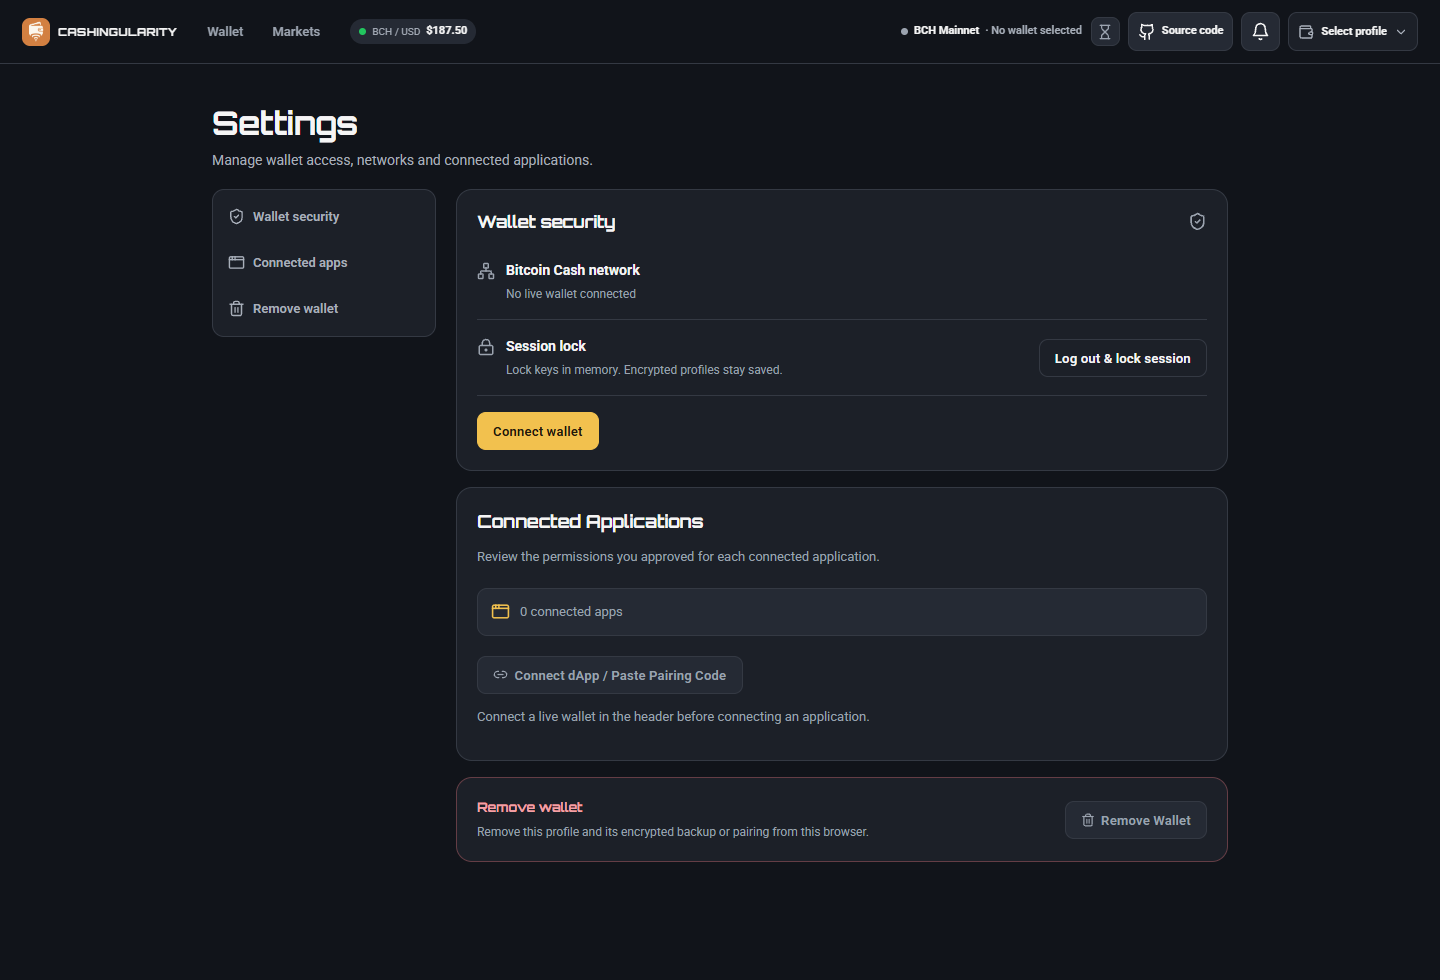 CASHINGULARITY
Wallet
Markets
BCH / USD $187.50
BCH Mainnet · No wallet selected
Source code
Select profile
Settings
Manage wallet access, networks and connected applications.
Wallet security
Connected apps
Remove wallet
Wallet security
Bitcoin Cash network
No live wallet connected
Session lock
Lock keys in memory. Encrypted profiles stay saved.
Log out & lock session
Connect wallet
Connected Applications
Review the permissions you approved for each connected application.
0 connected apps
Connect dApp / Paste Pairing Code
Connect a live wallet in the header before connecting an application.
Remove wallet
Remove this profile and its encrypted backup or pairing from this browser.
Remove Wallet